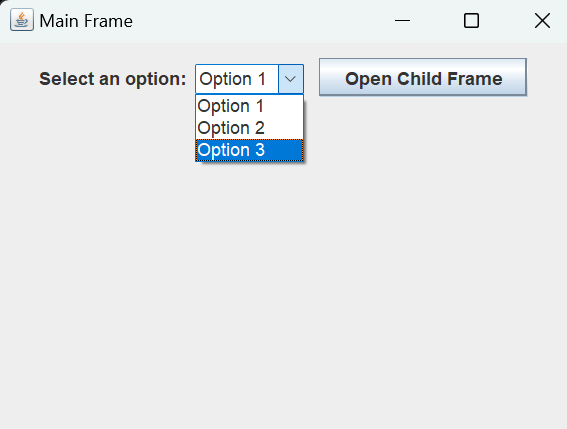 Main Frame
Select an option: Option 1 Open Child Frame
Option 1
Option 2
Option 3